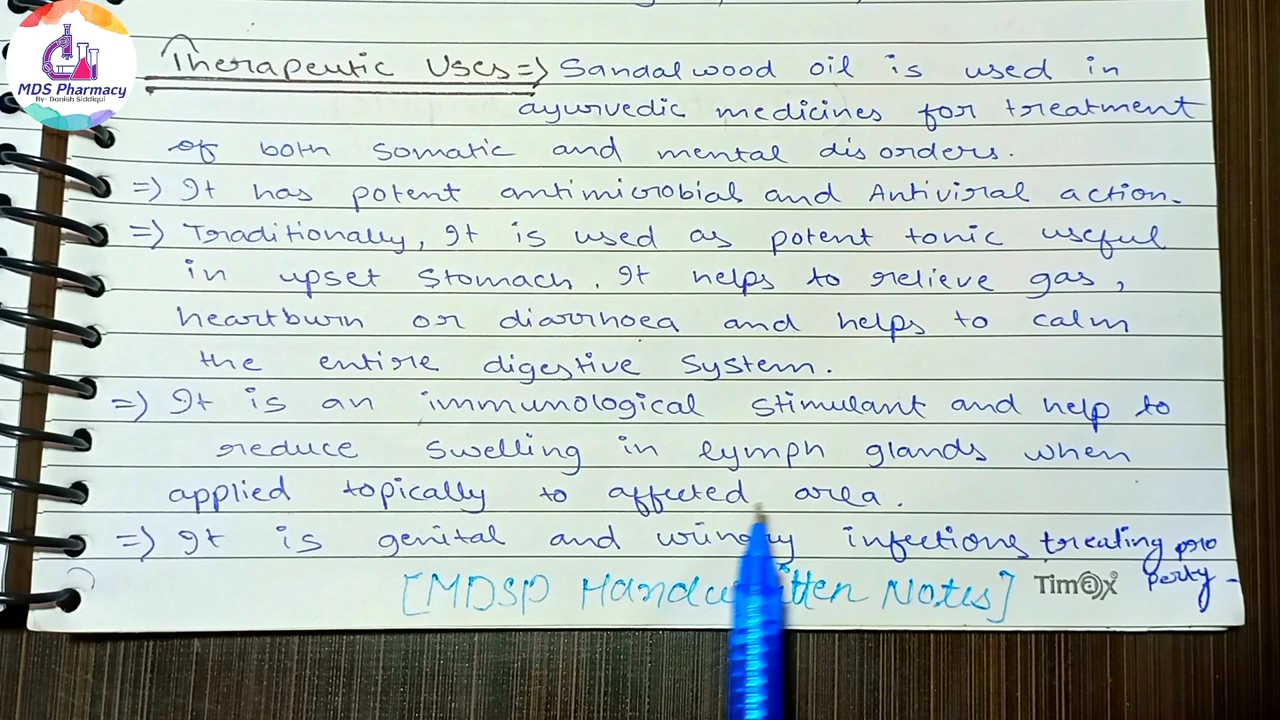 MDS Pharmacy
By- Danish Siddiqui
Therapeutic Uses => Sandalwood oil is used in
ayurvedic medicines for treatment
of both somatic and mental disorders.
=> It has potent antimicrobial and Antiviral action.
=> Traditionally, It is used as potent tonic useful
in upset stomach. It helps to relieve gas,
heartburn or diarrhoea and helps to calm
the entire digestive system.
=> It is an immunological stimulant and help to
reduce swelling in lymph glands when
applied topically to affected area.
=> It is genital and urinary infections treating pro
perty -
[MDSP Handwritten Notes]
Timex